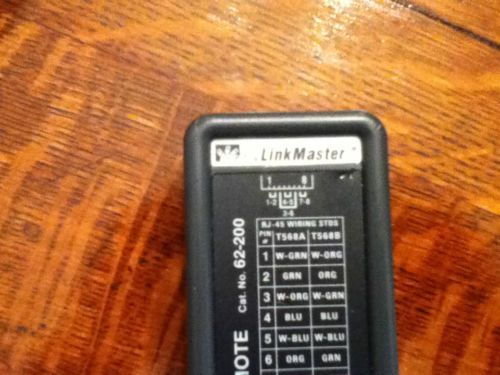 LinkMaster
1 8
1-2 4-5 7-8
3-6
RJ-45 WIRING STDS
PIN # T568A T568B
1 W-GRN W-ORG
2 GRN ORG
3 W-ORG W-GRN
4 BLU BLU
5 W-BLU W-BLU
6 ORG GRN
Cat. No. 62-200
MOTE